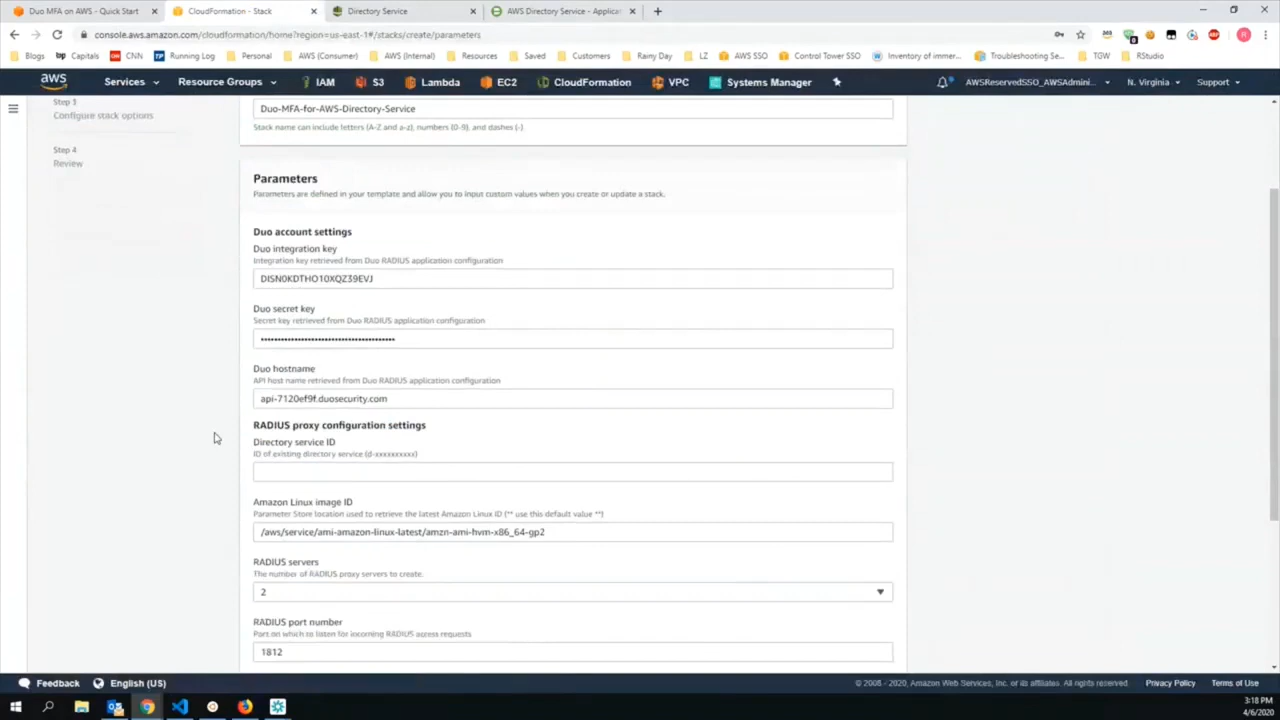 Duo MFA on AWS - Quick Start
CloudFormation - Stack
Directory Service
AWS Directory Service - Applicat
console.aws.amazon.com/cloudformation/home?region=us-east-1#/stacks/create/parameters
Blogs
Capitals
CNN
Running Log
Personal
AWS (Consumer)
AWS (Internal)
Resources
Saved
Customers
Rainy Day
LZ
AWS SSO
Control Tower SSO
Inventory of immer...
Troubleshooting Se...
TGW
RStudio
aws
Services
Resource Groups
IAM
S3
Lambda
EC2
CloudFormation
VPC
Systems Manager
AWSReservedSSO_AWSAdmini...
N. Virginia
Support
Step 3
Configure stack options
Step 4
Review
Duo-MFA-for-AWS-Directory-Service
Stack name can include letters (A-Z and a-z), numbers (0-9), and dashes (-).
Parameters
Parameters are defined in your template and allow you to input custom values when you create or update a stack.
Duo account settings
Duo integration key
Integration key retrieved from Duo RADIUS application configuration
DISN0KDTHO10XQZ39EVJ
Duo secret key
Secret key retrieved from Duo RADIUS application configuration
Duo hostname
API host name retrieved from Duo RADIUS application configuration
api-7120ef9f.duosecurity.com
RADIUS proxy configuration settings
Directory service ID
ID of existing directory service (d-xxxxxxxxxx)
Amazon Linux image ID
Parameter Store location used to retrieve the latest Amazon Linux ID (** use this default value **)
/aws/service/ami-amazon-linux-latest/amzn-ami-hvm-x86_64-gp2
RADIUS servers
The number of RADIUS proxy servers to create.
2
RADIUS port number
Port on which to listen for incoming RADIUS access requests
1812
Feedback
English (US)
© 2008 - 2020, Amazon Web Services, Inc. or its affiliates. All rights reserved.
Privacy Policy
Terms of Use
3:18 PM
4/6/2020